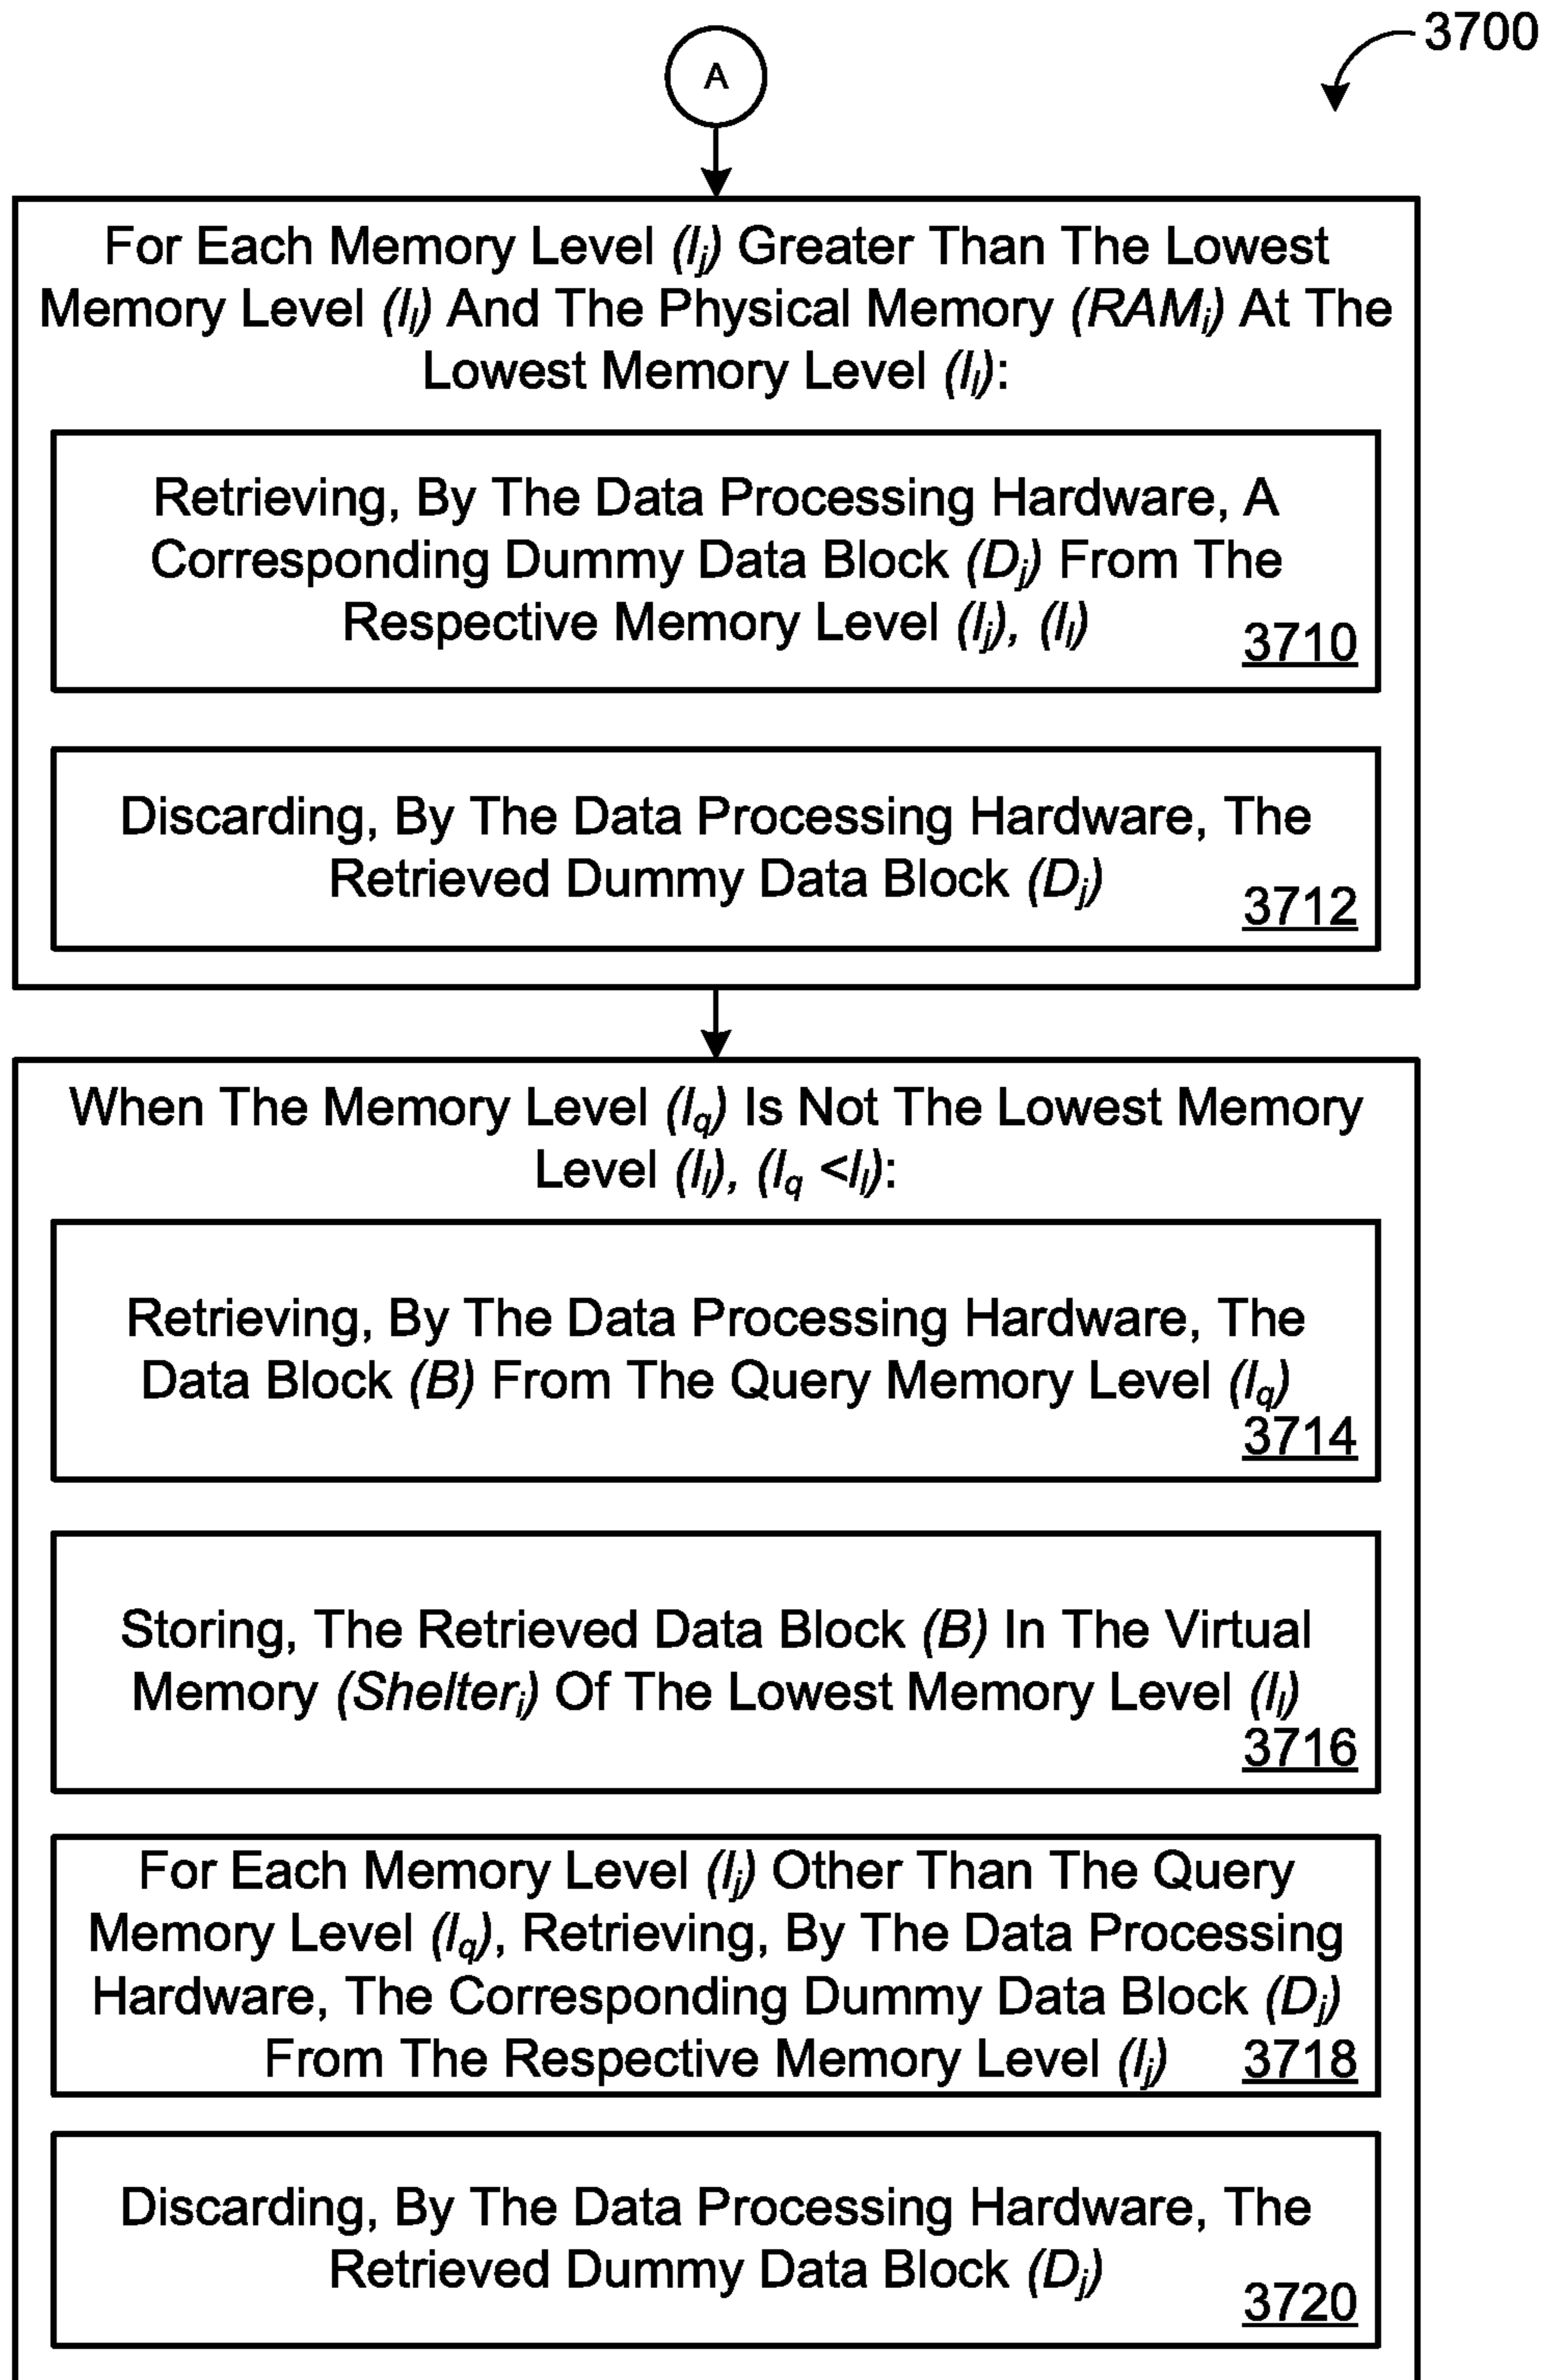 3700
A
For Each Memory Level (lj) Greater Than The Lowest
Memory Level (ll) And The Physical Memory (RAMi) At The
Lowest Memory Level (ll):
Retrieving, By The Data Processing Hardware, A
Corresponding Dummy Data Block (Dj) From The
Respective Memory Level (lj), (ll)
3710
Discarding, By The Data Processing Hardware, The
Retrieved Dummy Data Block (Dj)
3712
When The Memory Level (lq) Is Not The Lowest Memory
Level (ll), (lq <ll):
Retrieving, By The Data Processing Hardware, The
Data Block (B) From The Query Memory Level (lq)
3714
Storing, The Retrieved Data Block (B) In The Virtual
Memory (Shelteri) Of The Lowest Memory Level (ll)
3716
For Each Memory Level (lj) Other Than The Query
Memory Level (lq), Retrieving, By The Data Processing
Hardware, The Corresponding Dummy Data Block (Dj)
From The Respective Memory Level (lj) 3718
Discarding, By The Data Processing Hardware, The
Retrieved Dummy Data Block (Dj)
3720